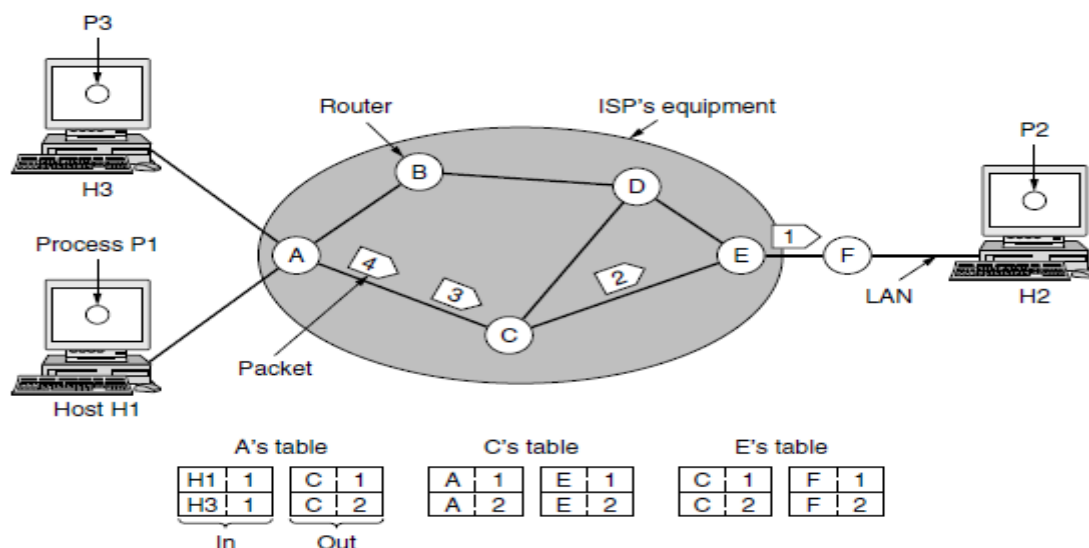 P3
Router
ISP's equipment
P2
B
D
H3
Process P1
A
4
3
2
E
1
F
C
LAN
H2
Packet
Host H1
A's table
C's table
E's table
H1 1 C 1 A 1 E 1 C 1 F 1
H3 1 C 2 A 2 E 2 C 2 F 2
In Out